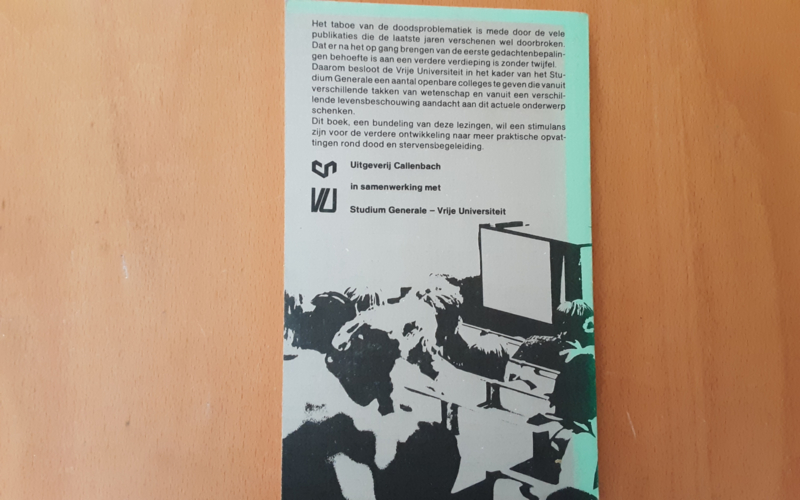 Het taboe van de doodsproblematiek is mede door de vele
publikaties die de laatste jaren verschenen wel doorbroken.
Dat er na het op gang brengen van de eerste gedachtenbepalin-
gen behoefte is aan een verdere verdieping is zonder twijfel.
Daarom besloot de Vrije Universiteit in het kader van het Stu-
dium Generale een aantal openbare colleges te geven die vanuit
verschillende takken van wetenschap en vanuit een verschil-
lende levensbeschouwing aandacht aan dit actuele onderwerp
schenken.
Dit boek, een bundeling van deze lezingen, wil een stimulans
zijn voor de verdere ontwikkeling naar meer praktische opvat-
tingen rond dood en stervensbegeleiding.
Uitgeverij Callenbach
in samenwerking met
VU
Studium Generale – Vrije Universiteit